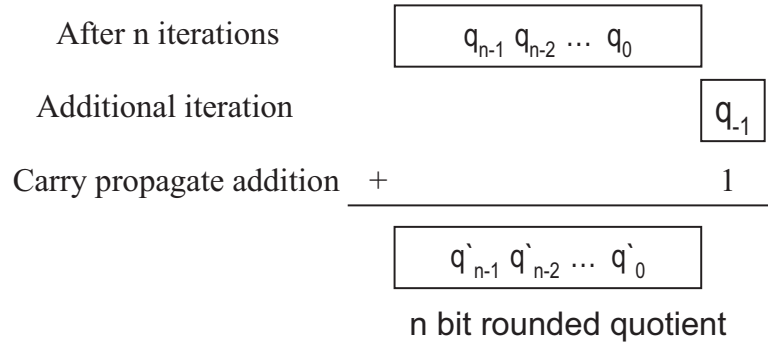 After n iterations q_{n-1} q_{n-2} ... q_0
Additional iteration q_{-1}
Carry propagate addition + 1
q`_{n-1} q`_{n-2} ... q`_0
n bit rounded quotient